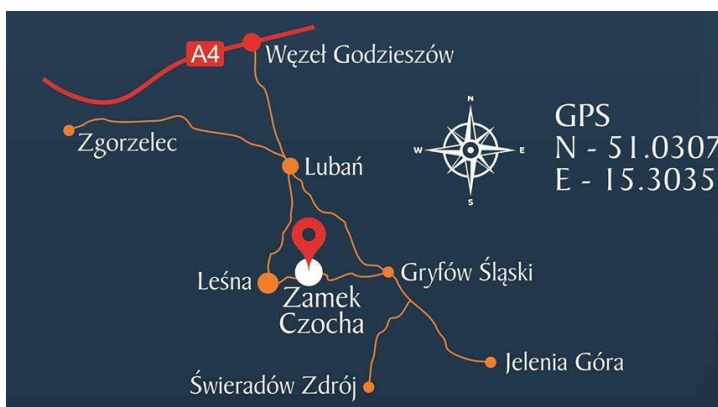 A4
Węzeł Godzieszów
GPS
N - 51.0307
E - 15.3035
N
W
E
S
Zgorzelec
Lubań
Leśna
Zamek
Czocha
Gryfów Śląski
Jelenia Góra
Świeradów Zdrój